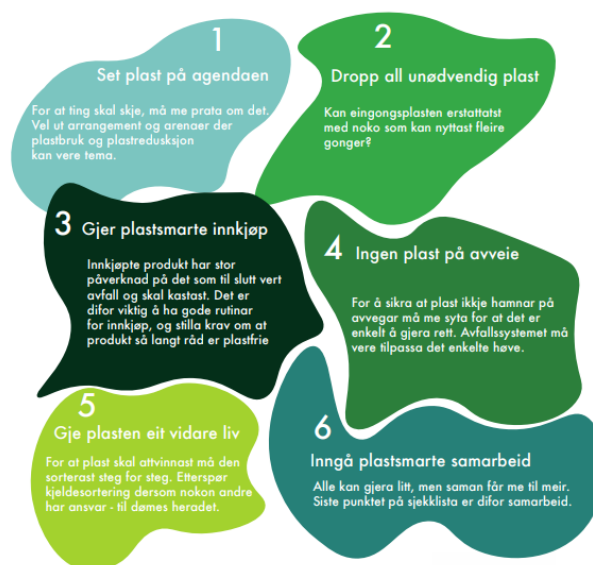 1
Set plast på agendaen
For at ting skal skje, må me prata om det.
Vel ut arrangement og arenaer der
plastbruk og plastredusksjon
kan vere tema.
2
Dropp all unødvendig plast
Kan eingongsplasten erstattatst
med noko som kan nyttast fleire
gonger?
3 Gjer plastsmarte innkjøp
Innkjøpte produkt har stor
påverknad på det som til slutt vert
avfall og skal kastast. Det er
difor viktig å ha gode rutinar
for innkjøp, og stilla krav om at
produkt så langt råd er plastfrie
4 Ingen plast på avveie
For å sikra at plast ikkje hamnar på
avvegar må me syta for at det er
enkelt å gjera rett. Avfallssystemet må
vere tilpassa det enkelte høve.
5
Gje plasten eit vidare liv
For at plast skal attvinnast må den
sorterast steg for steg. Etterspør
kjeldesortering dersom nokon andre
har ansvar - til dømes heradet.
6
Inngå plastsmarte samarbeid
Alle kan gjera litt, men saman får me til meir.
Siste punktet på sjekklista er difor samarbeid.